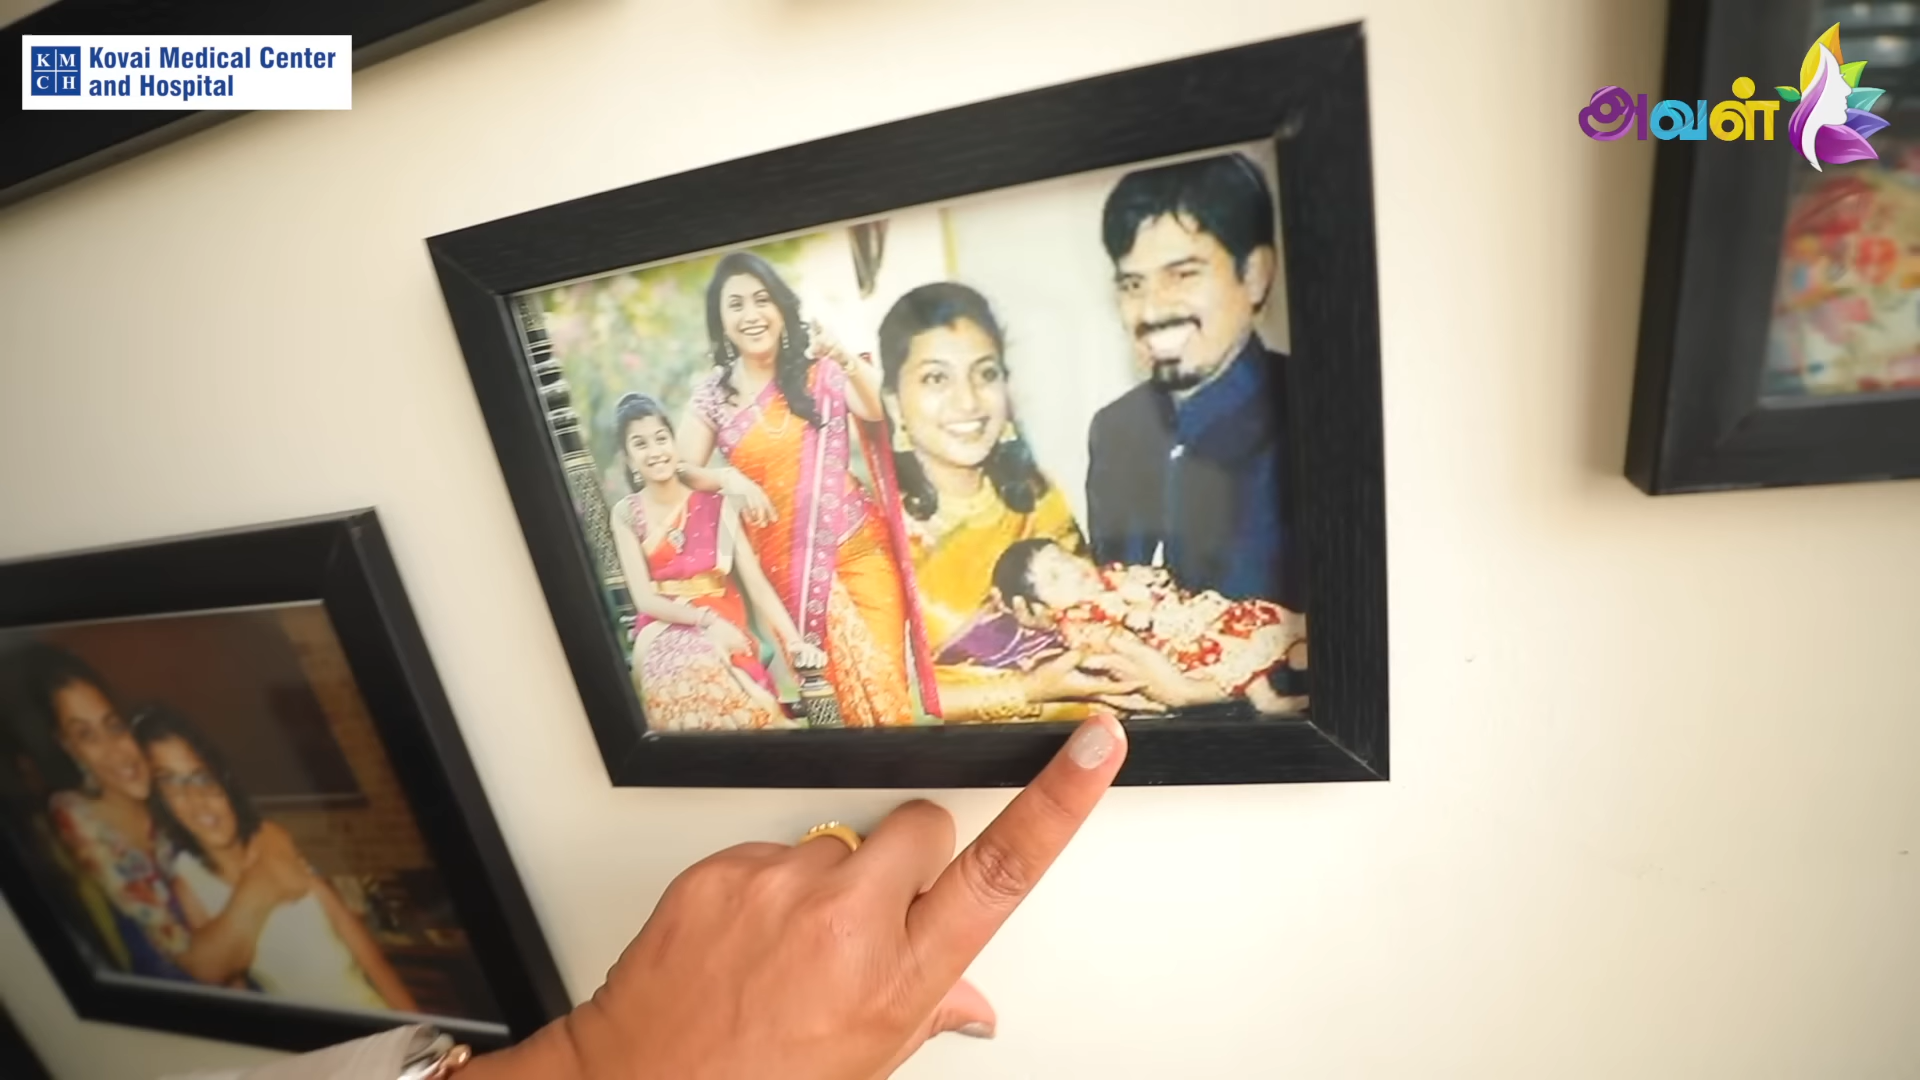 K M
C H
Kovai Medical Center
and Hospital
அவள்